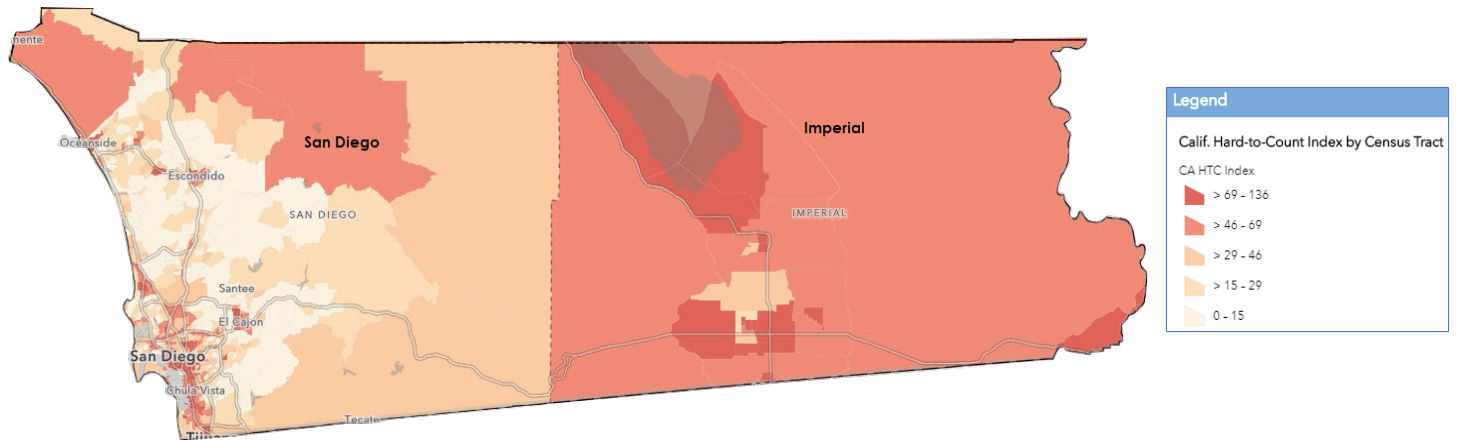 mente
Oceanside
San Diego
Imperial
Escondido
SAN DIEGO
IMPERIAL
Santee
El Cajon
San Diego
Chula Vista
Tecate
Legend
Calif. Hard-to-Count Index by Census Tract
CA HTC Index
> 69 - 136
> 46 - 69
> 29 - 46
> 15 - 29
0 - 15